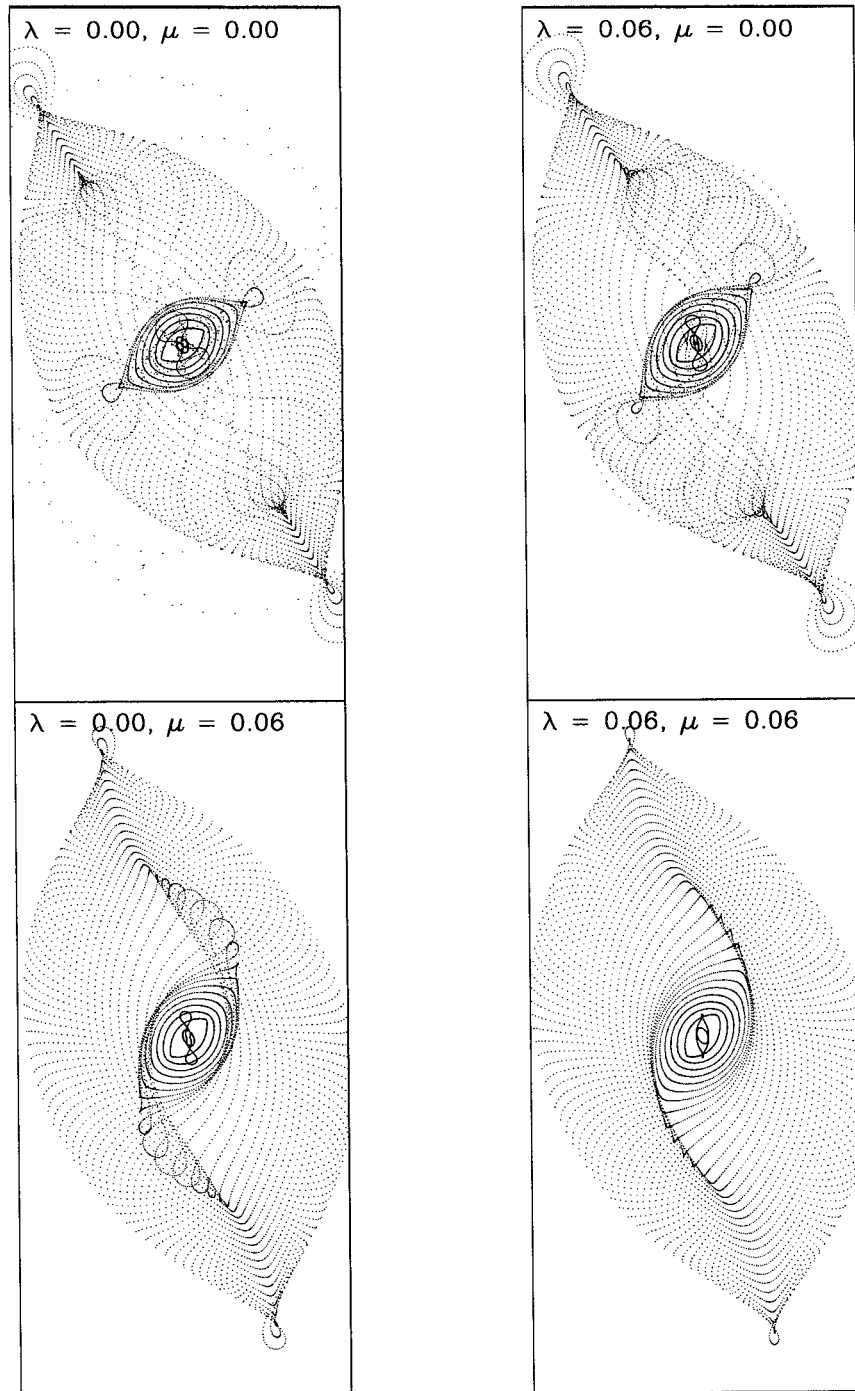 λ = 0.00, μ = 0.00
λ = 0.06, μ = 0.00
λ = 0.00, μ = 0.06
λ = 0.06, μ = 0.06